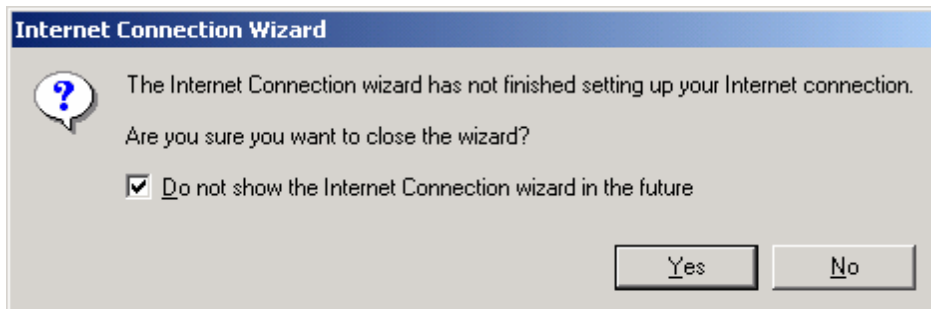 Internet Connection Wizard
?
The Internet Connection wizard has not finished setting up your Internet connection.
Are you sure you want to close the wizard?
Do not show the Internet Connection wizard in the future
Yes No